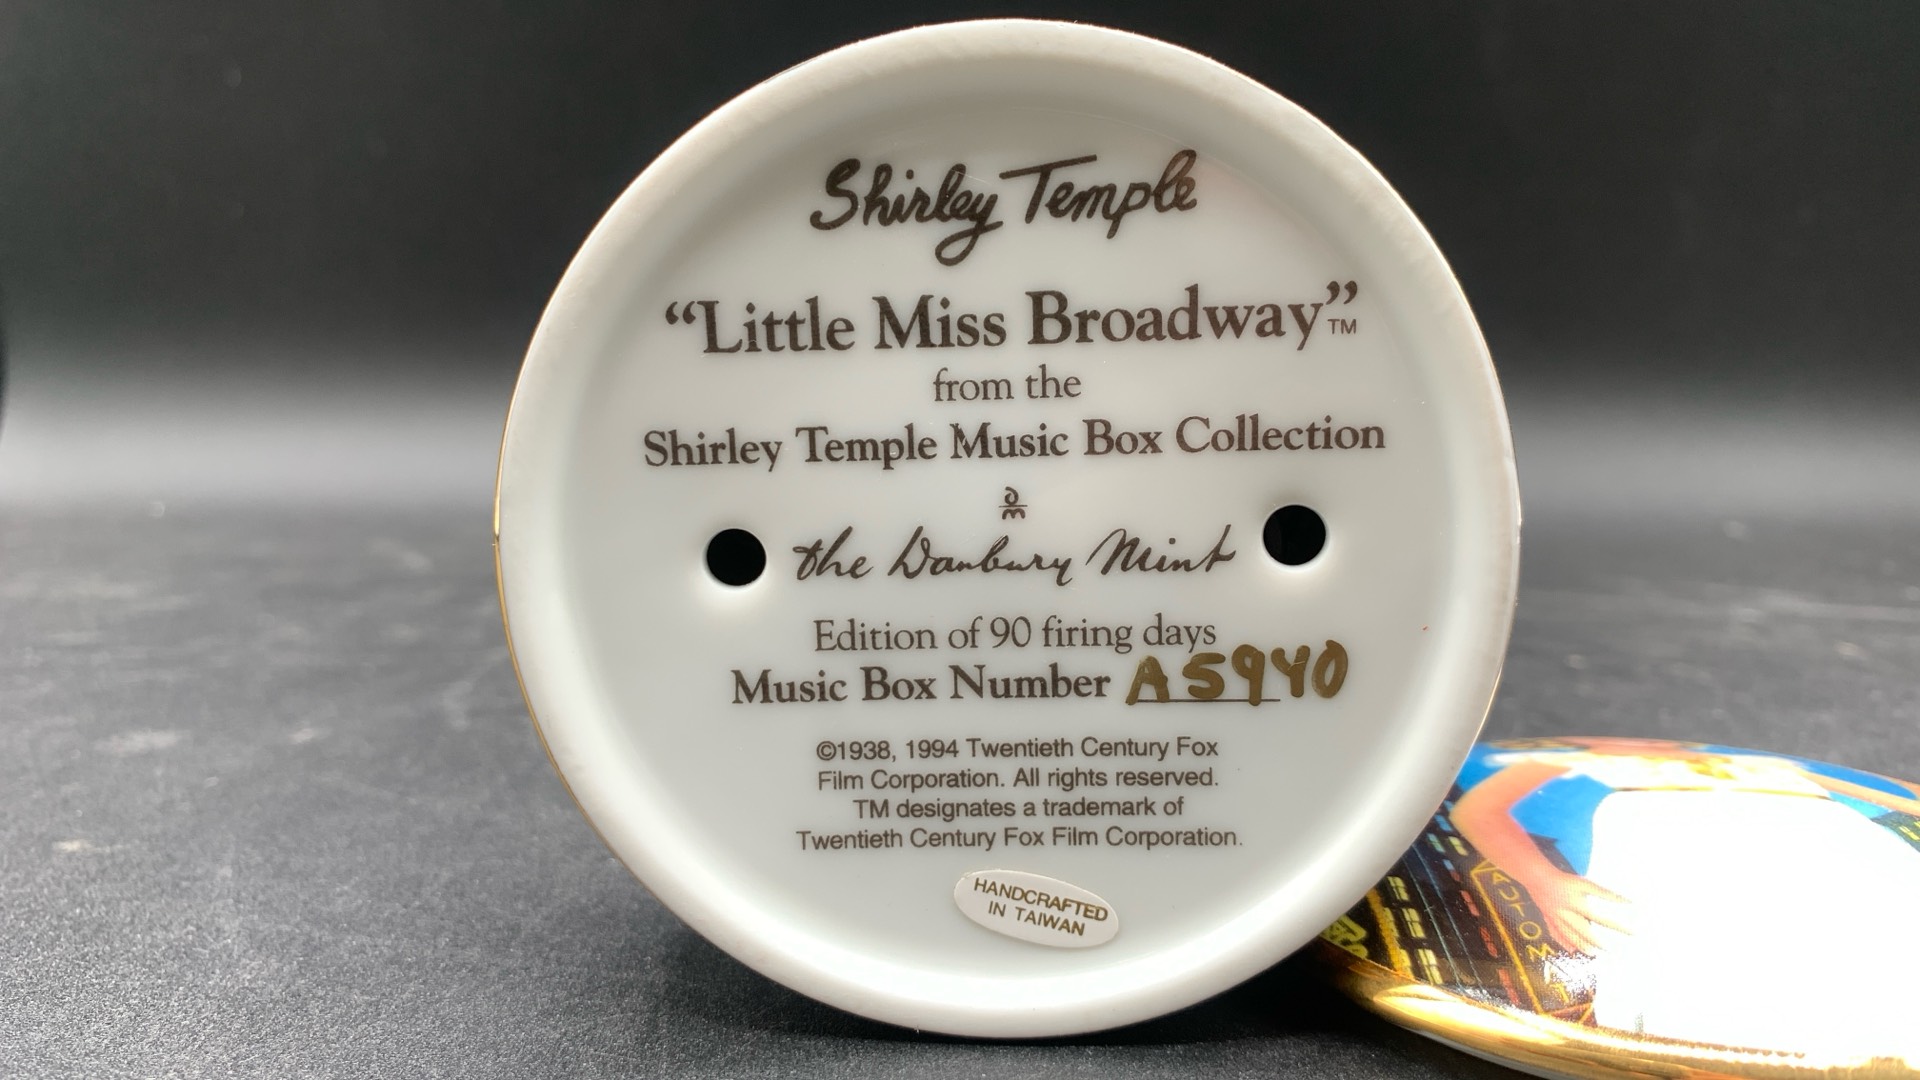 Shirley Temple
“Little Miss Broadway”™
from the
Shirley Temple Music Box Collection
dm
the Danbury Mint
Edition of 90 firing days
Music Box Number A5940
©1938, 1994 Twentieth Century Fox
Film Corporation. All rights reserved.
TM designates a trademark of
Twentieth Century Fox Film Corporation.
HANDCRAFTED
IN TAIWAN
AUTOM